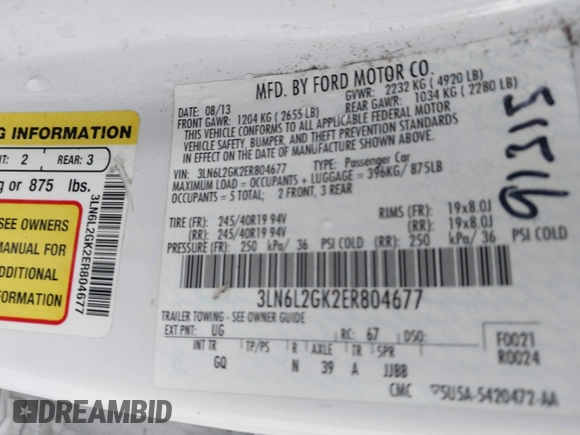 MFD. BY FORD MOTOR CO.
DATE: 08/13 GVWR: 2232 KG ( 4920 LB)
FRONT GAWR: 1204 KG ( 2655 LB) REAR GAWR: 1034 KG ( 2280 LB)
THIS VEHICLE CONFORMS TO ALL APPLICABLE FEDERAL MOTOR
VEHICLE SAFETY, BUMPER, AND THEFT PREVENTION STANDARDS
IN EFFECT ON THE DATE OF MANUFACTURE SHOWN ABOVE.
VIN: 3LN6L2GK2ER804677 TYPE: Passenger Car
MAXIMUM LOAD = OCCUPANTS + LUGGAGE = 396KG/ 875LB
OCCUPANTS = 5 TOTAL: 2 FRONT, 3 REAR
TIRE (FR): 245/40R19 94V RIMS (FR): 19x8.0J
(RR): 245/40R19 94V (RR): 19x8.0J
PRESSURE (FR): 250 kPa/ 36 PSI COLD (RR): 250 kPa/ 36 PSI COLD
3LN6L2GK2ER804677
TRAILER TOWING - SEE OWNER GUIDE
EXT PNT: UG RC: 67 DSO:
F0021
R0024
INT TR TP/PS R AXLE TR SPR
GQ N 39 A JJBB
CMC
INFORMATION
2 REAR: 3
or 875 lbs.
SEE OWNERS
MANUAL FOR
ADDITIONAL
INFORMATION
3LN6L2GK2ER804677
DREAMBID